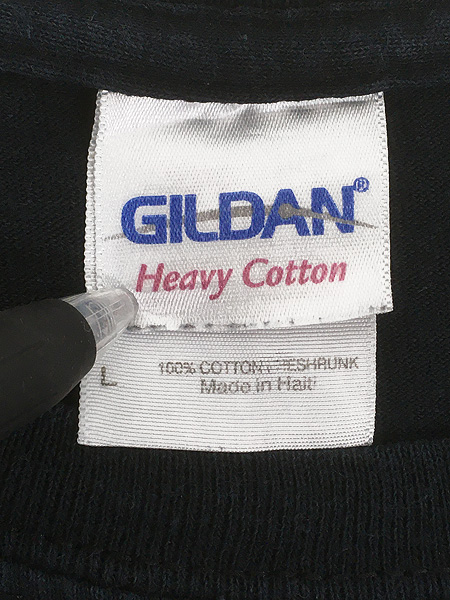 GILDAN®
Heavy Cotton
L
100% COTTON PRESHRUNK
Made in Haiti